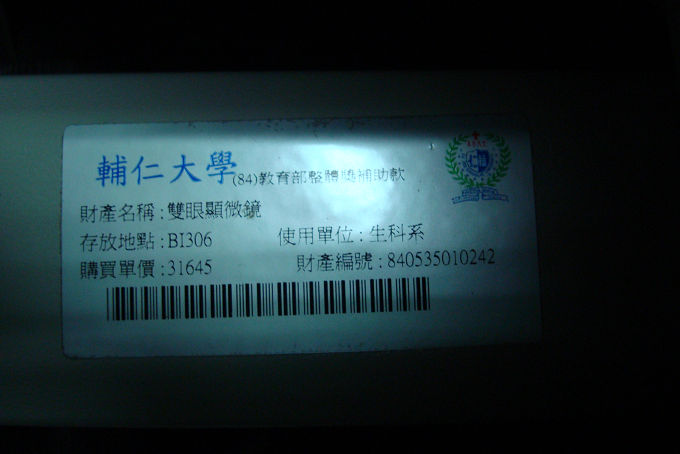 輔仁大學(84)教育部整體獎補助款
財產名稱:雙眼顯微鏡
存放地點:BI306 使用單位:生科系
購買單價:31645 財產編號:840535010242